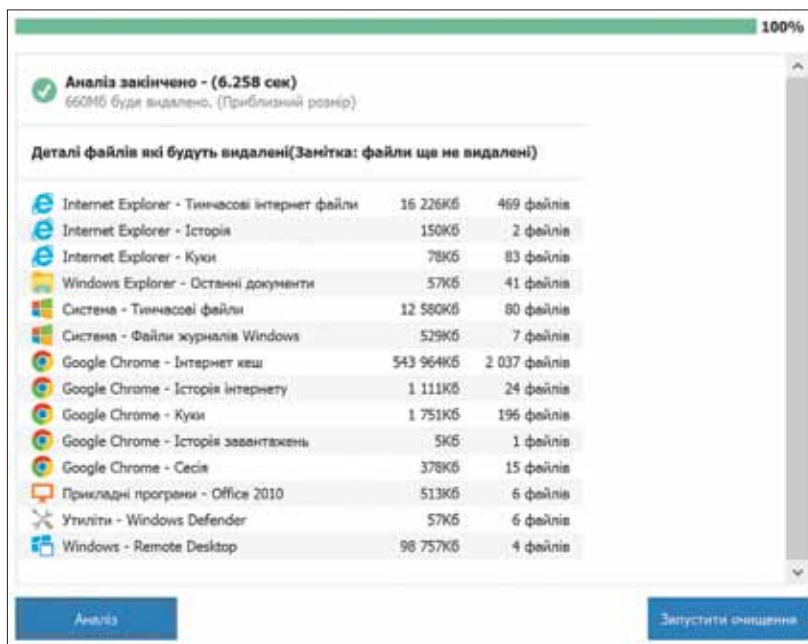 100%
Аналіз закінчено - (6.258 сек)
660Мб буде видалено. (Приблизний розмір)
Деталі файлів які будуть видалені(Замітка: файли ще не видалені)
Internet Explorer - Тимчасові інтернет файли 16 226Кб 469 файлів
Internet Explorer - Історія 150Кб 2 файлів
Internet Explorer - Куки 78Кб 83 файлів
Windows Explorer - Останні документи 57Кб 41 файлів
Система - Тимчасові файли 12 580Кб 80 файлів
Система - Файли журналів Windows 529Кб 7 файлів
Google Chrome - Інтернет кеш 543 964Кб 2 037 файлів
Google Chrome - Історія інтернету 1 111Кб 24 файлів
Google Chrome - Куки 1 751Кб 196 файлів
Google Chrome - Історія завантажень 5Кб 1 файлів
Google Chrome - Сесія 378Кб 15 файлів
Прикладні програми - Office 2010 513Кб 6 файлів
Утиліти - Windows Defender 57Кб 6 файлів
Windows - Remote Desktop 98 757Кб 4 файлів
Аналіз Запустити очищення